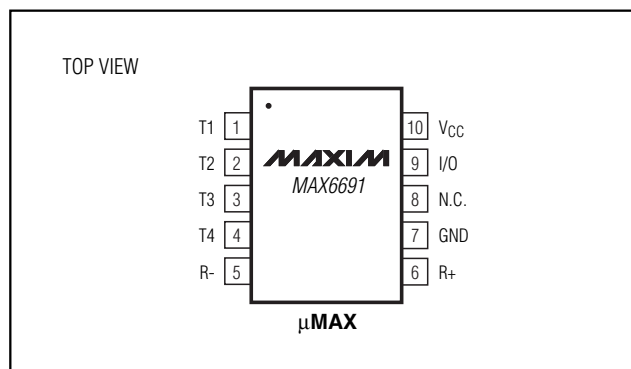 TOP VIEW
T1 1
T2 2
T3 3
T4 4
R- 5
MAXIM
MAX6691
10 VCC
9 I/O
8 N.C.
7 GND
6 R+
μMAX